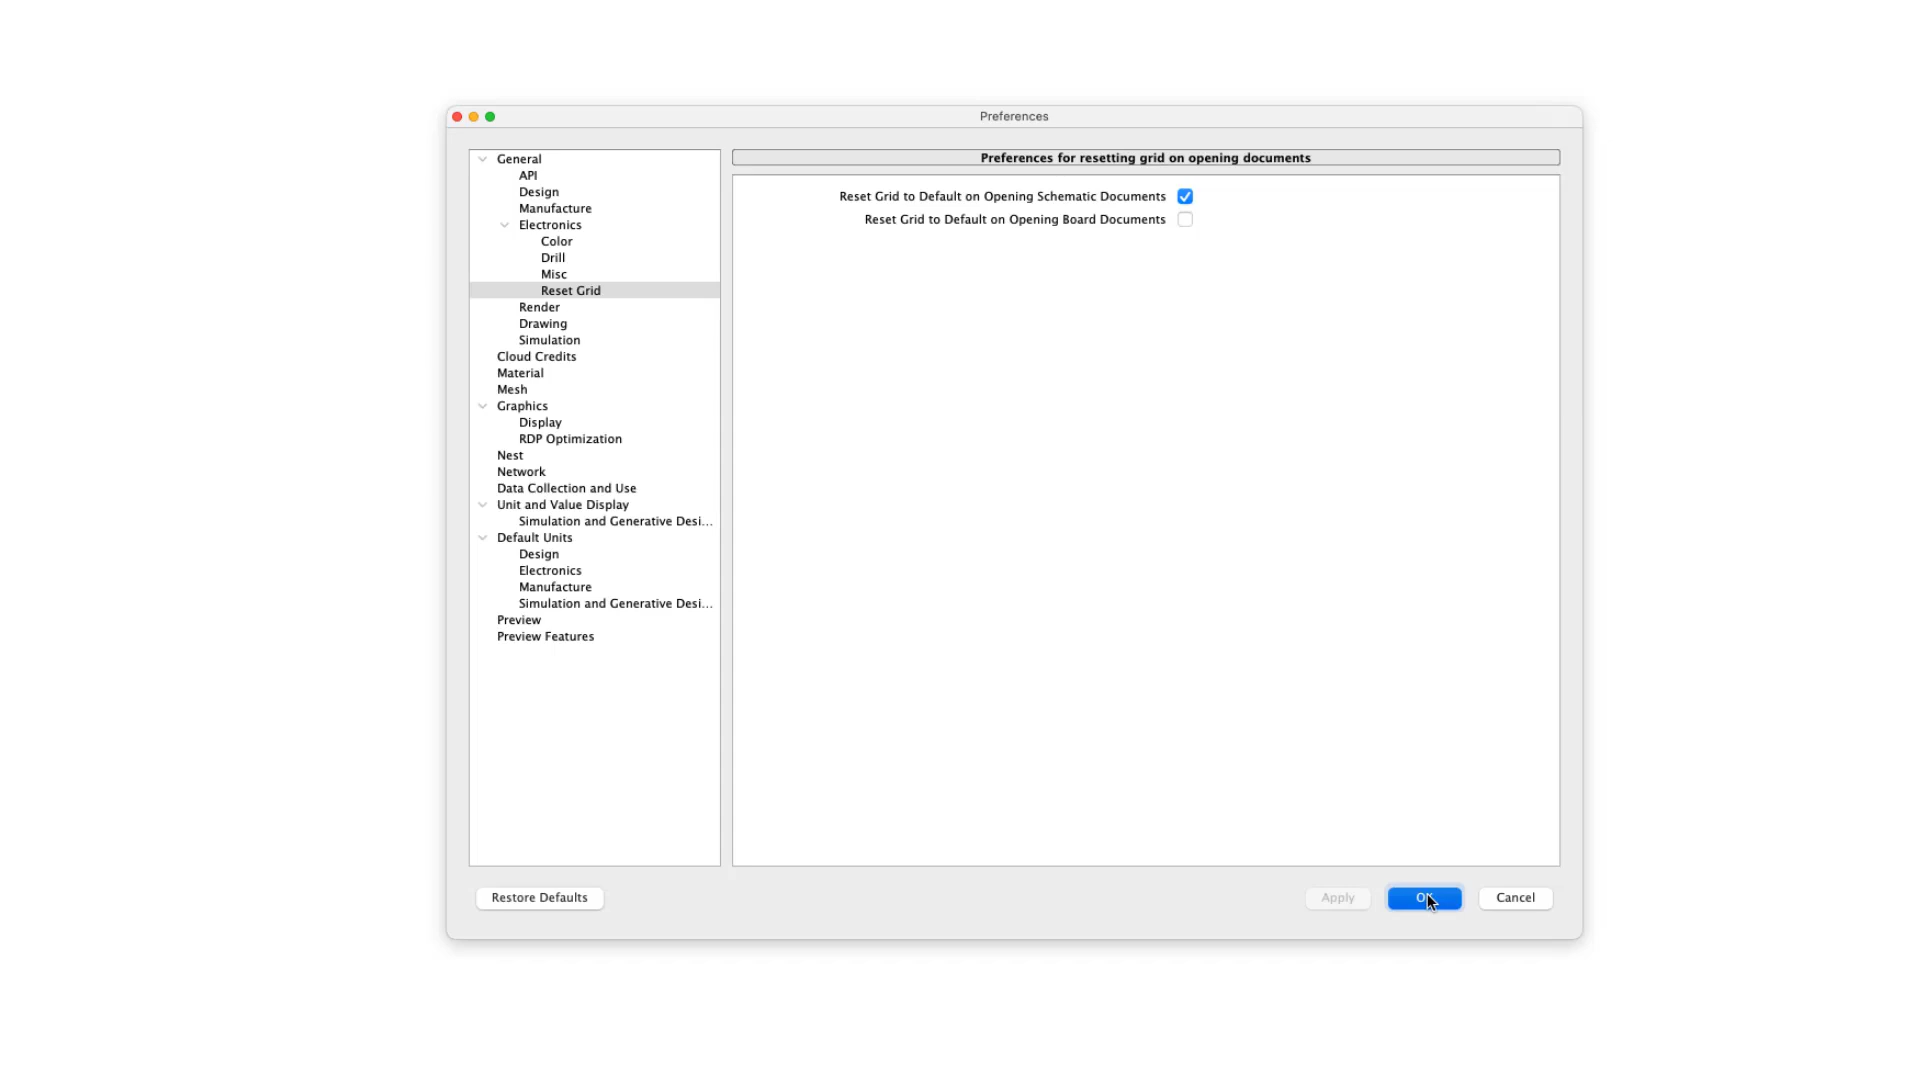 Preferences
General
API
Design
Manufacture
Electronics
Color
Drill
Misc
Reset Grid
Render
Drawing
Simulation
Cloud Credits
Material
Mesh
Graphics
Display
RDP Optimization
Nest
Network
Data Collection and Use
Unit and Value Display
Simulation and Generative Desi...
Default Units
Design
Electronics
Manufacture
Simulation and Generative Desi...
Preview
Preview Features
Preferences for resetting grid on opening documents
Reset Grid to Default on Opening Schematic Documents
Reset Grid to Default on Opening Board Documents
Restore Defaults
Apply
OK
Cancel